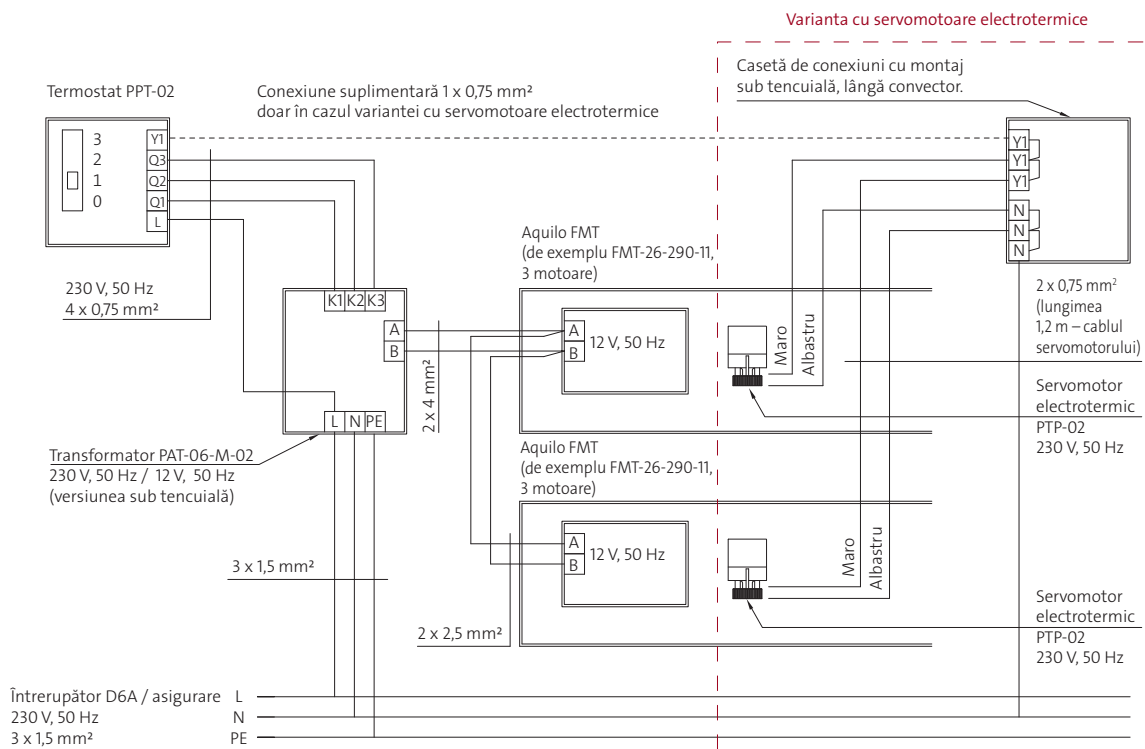 Varianta cu servomotoare electrotermice
Casetă de conexiuni cu montaj
sub tencuială, lângă convector.
Termostat PPT-02
Conexiune suplimentară 1 x 0,75 mm²
doar în cazul variantei cu servomotoare electrotermice
3
2
1
0
Y1
Q3
Q2
Q1
L
Y1
Y1
Y1
N
N
N
230 V, 50 Hz
4 x 0,75 mm²
K1 K2 K3
A
B
L N PE
2 x 4 mm²
Transformator PAT-06-M-02
230 V, 50 Hz / 12 V, 50 Hz
(versiunea sub tencuială)
Aquilo FMT
(de exemplu FMT-26-290-11,
3 motoare)
A
B
12 V, 50 Hz
Maro
Albastru
2 x 0,75 mm²
(lungimea
1,2 m – cablul
servomotorului)
Servomotor
electrotermic
PTP-02
230 V, 50 Hz
Aquilo FMT
(de exemplu FMT-26-290-11,
3 motoare)
A
B
12 V, 50 Hz
Maro
Albastru
Servomotor
electrotermic
PTP-02
230 V, 50 Hz
3 x 1,5 mm²
2 x 2,5 mm²
Întrerupător D6A / asigurare L
230 V, 50 Hz N
3 x 1,5 mm² PE